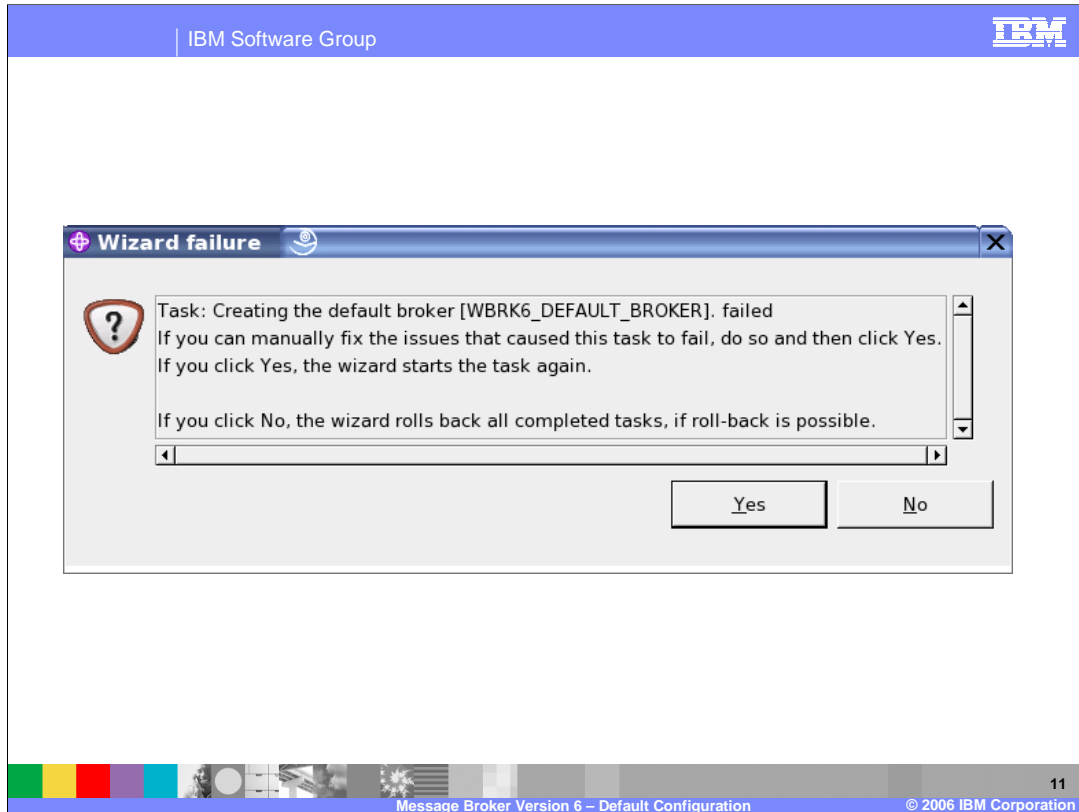 IBM Software Group
IBM
Wizard failure
Task: Creating the default broker [WBRK6_DEFAULT_BROKER]. failed
If you can manually fix the issues that caused this task to fail, do so and then click Yes.
If you click Yes, the wizard starts the task again.
If you click No, the wizard rolls back all completed tasks, if roll-back is possible.
Yes No
11
Message Broker Version 6 – Default Configuration © 2006 IBM Corporation